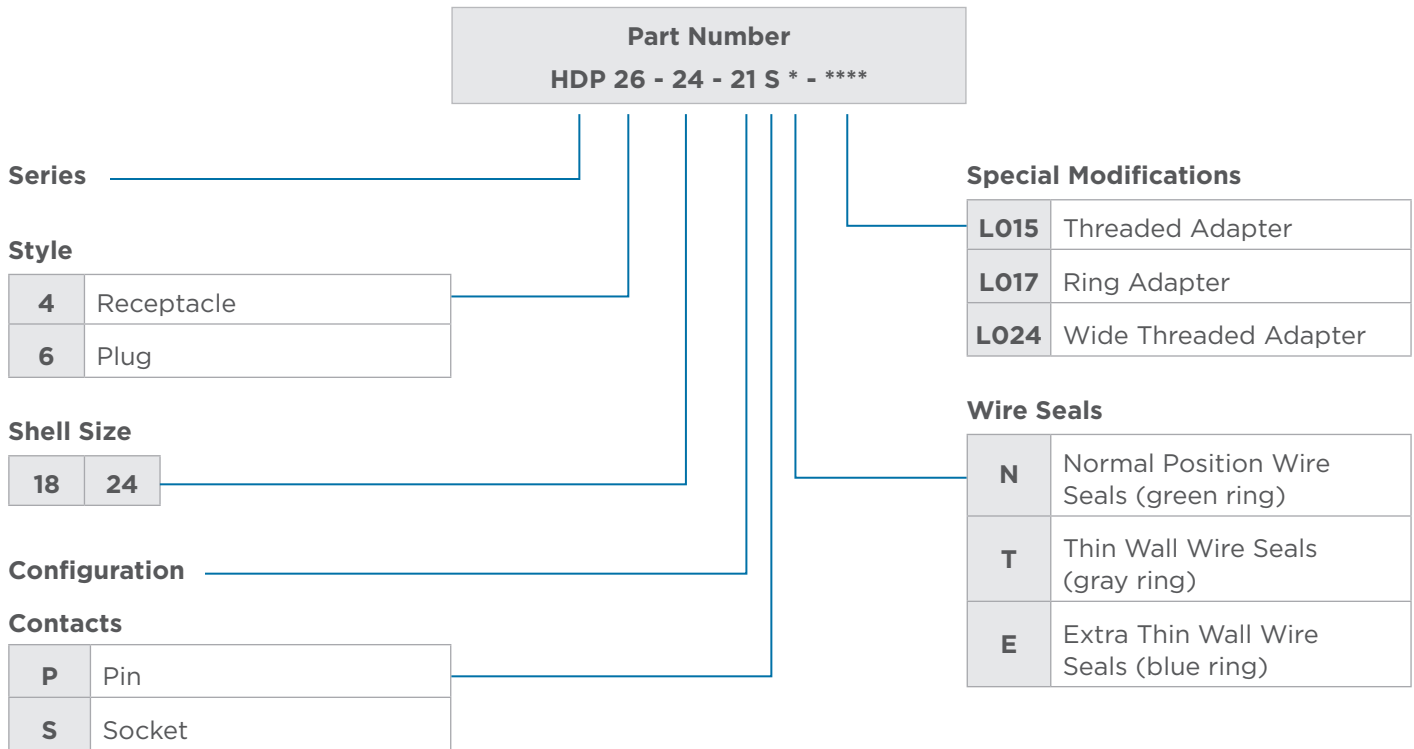 Part Number
HDP 26 - 24 - 21 S * - ****
Series
Style
4 Receptacle
6 Plug
Shell Size
18 24
Configuration
Contacts
P Pin
S Socket
Special Modifications
L015 Threaded Adapter
L017 Ring Adapter
L024 Wide Threaded Adapter
Wire Seals
N Normal Position Wire
Seals (green ring)
T Thin Wall Wire Seals
(gray ring)
E Extra Thin Wall Wire
Seals (blue ring)